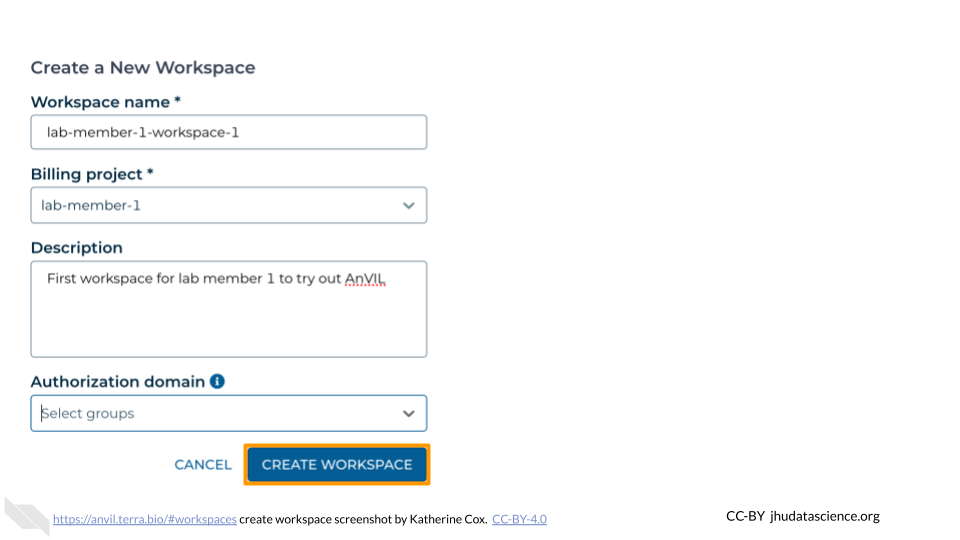 Create a New Workspace
Workspace name *
lab-member-1-workspace-1
Billing project *
lab-member-1
Description
First workspace for lab member 1 to try out AnVIL
Authorization domain i
Select groups
CANCEL CREATE WORKSPACE
https://anvil.terra.bio/#workspaces create workspace screenshot by Katherine Cox. CC-BY-4.0
CC-BY jhudatascience.org